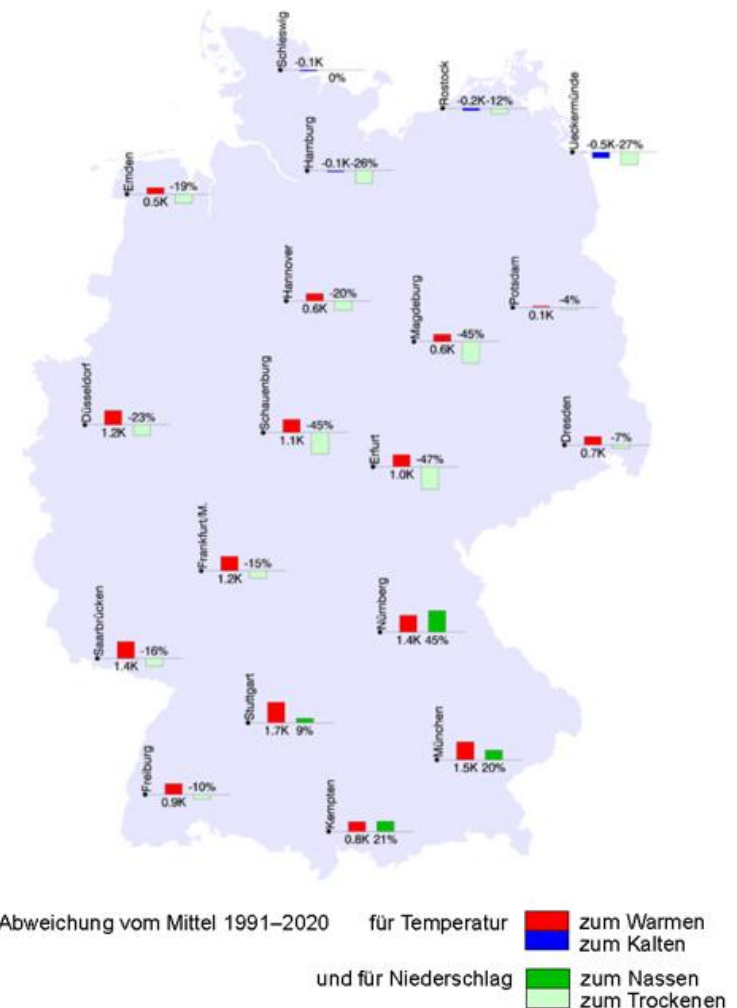 Schleswig
-0.1K
0%
Rostock
-0.2K-12%
Ueckermünde
-0.5K-27%
Hamburg
-0.1K-26%
Emden
-19%
0.5K
Hannover
-20%
0.6K
Potsdam
-4%
0.1K
Magdeburg
-45%
0.6K
Düsseldorf
-23%
1.2K
Schauenburg
-45%
1.1K
Erfurt
-47%
1.0K
Dresden
-7%
0.7K
Frankfurt/M.
-15%
1.2K
Nürnberg
1.4K 45%
Saarbrücken
-16%
1.4K
Stuttgart
1.7K 9%
München
1.5K 20%
Freiburg
-10%
0.9K
Kempten
0.8K 21%
Abweichung vom Mittel 1991–2020 für Temperatur zum Warmen
zum Kalten
und für Niederschlag zum Nassen
zum Trockenen